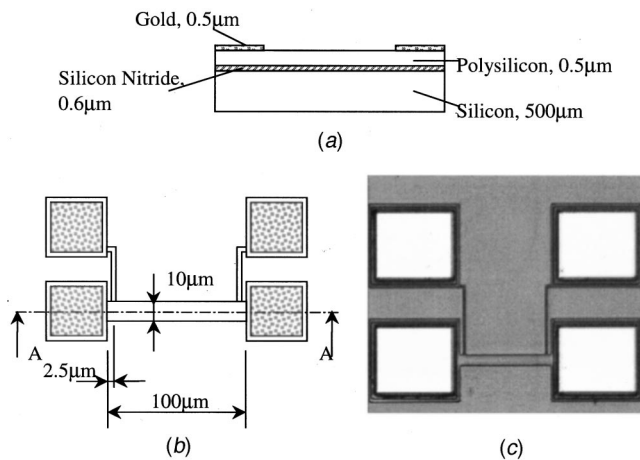 Gold, 0.5μm
Silicon Nitride,
0.6μm
Polysilicon, 0.5μm
Silicon, 500μm
(a)
10μm
A
A
2.5μm
100μm
(b)
(c)